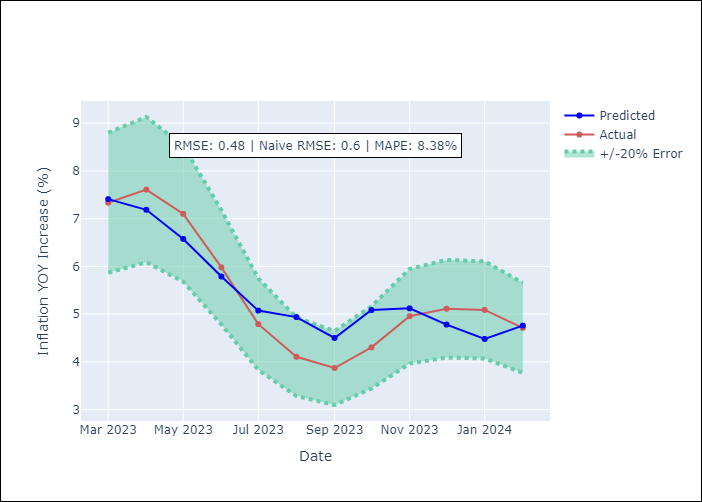 RMSE: 0.48 | Naive RMSE: 0.6 | MAPE: 8.38%
Predicted
Actual
+/-20% Error
Inflation YOY Increase (%)
9
8
7
6
5
4
3
Mar 2023 May 2023 Jul 2023 Sep 2023 Nov 2023 Jan 2024
Date